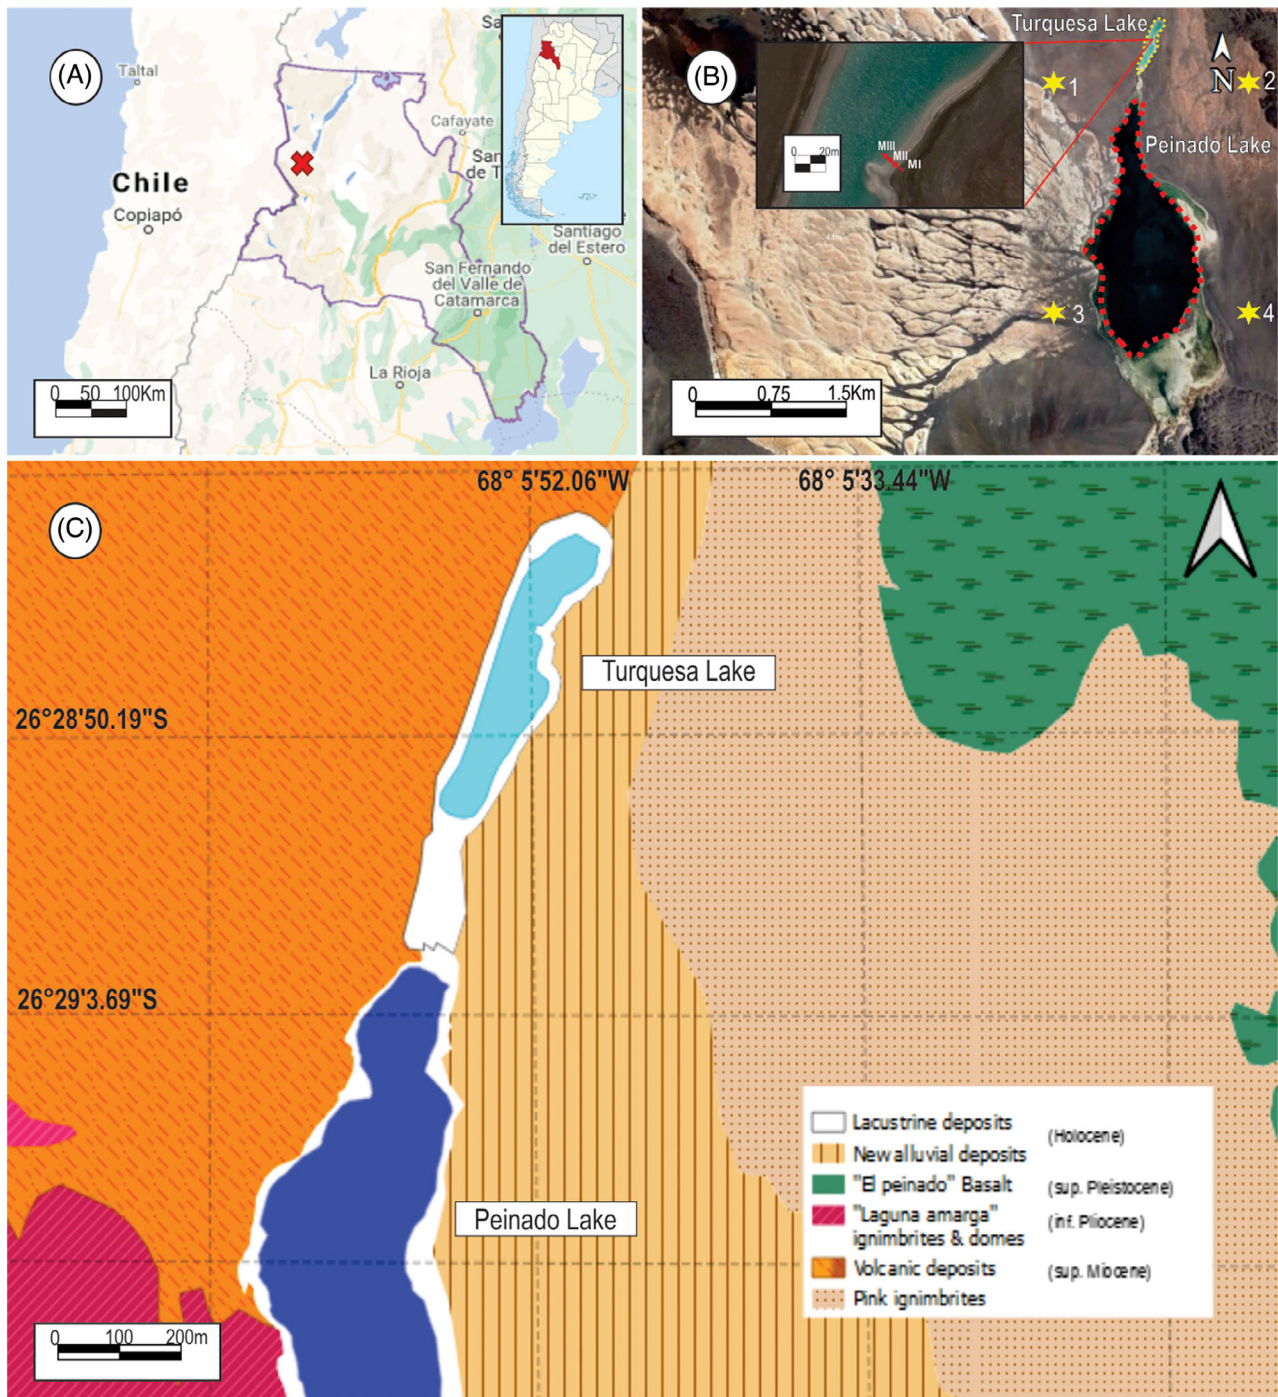 (A)
Taltal
Sa
Cafayate
San
de T
Chile
Copiapó
Santiago
del Estero
San Fernando
del Valle de
Catamarca
La Rioja
0 50 100Km
(B)
Turquesa Lake
N
1
2
Peinado Lake
0 20m
MIII
MII
MI
3
4
0 0.75 1.5Km
(C)
68° 5'52.06"W
68° 5'33.44"W
Turquesa Lake
26°28'50.19"S
26°29'3.69"S
Peinado Lake
Lacustrine deposits
(Holocene)
New alluvial deposits
"El peinado" Basalt (sup. Pleistocene)
"Laguna amarga" (inf. Pliocene)
ignimbrites & domes
Volcanic deposits (sup. Miocene)
Pink ignimbrites
0 100 200m